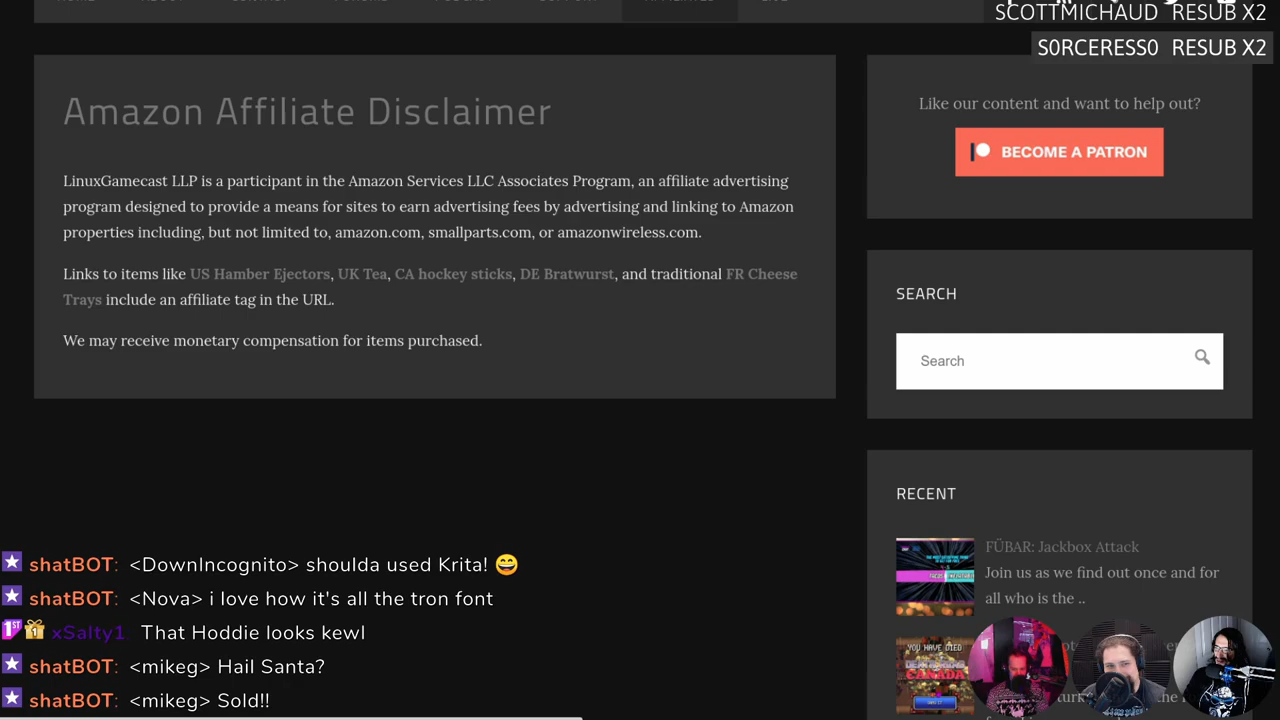 SCOTTMICHAUD RESUB X2
S0RCERESS0 RESUB X2
Amazon Affiliate Disclaimer
LinuxGamecast LLP is a participant in the Amazon Services LLC Associates Program, an affiliate advertising
program designed to provide a means for sites to earn advertising fees by advertising and linking to Amazon
properties including, but not limited to, amazon.com, smallparts.com, or amazonwireless.com.
Links to items like US Hamber Ejectors, UK Tea, CA hockey sticks, DE Bratwurst, and traditional FR Cheese
Trays include an affiliate tag in the URL.
We may receive monetary compensation for items purchased.
Like our content and want to help out?
BECOME A PATRON
SEARCH
Search
RECENT
FÜBAR: Jackbox Attack
Join us as we find out once and for
all who is the ..
YOU HAVE DIED
CANADA
shatBOT: <DownIncognito> shoulda used Krita! 😄
shatBOT: <Nova> i love how it's all the tron font
1ST xSalty1: That Hoddie looks kewl
shatBOT: <mikeg> Hail Santa?
shatBOT: <mikeg> Sold!!